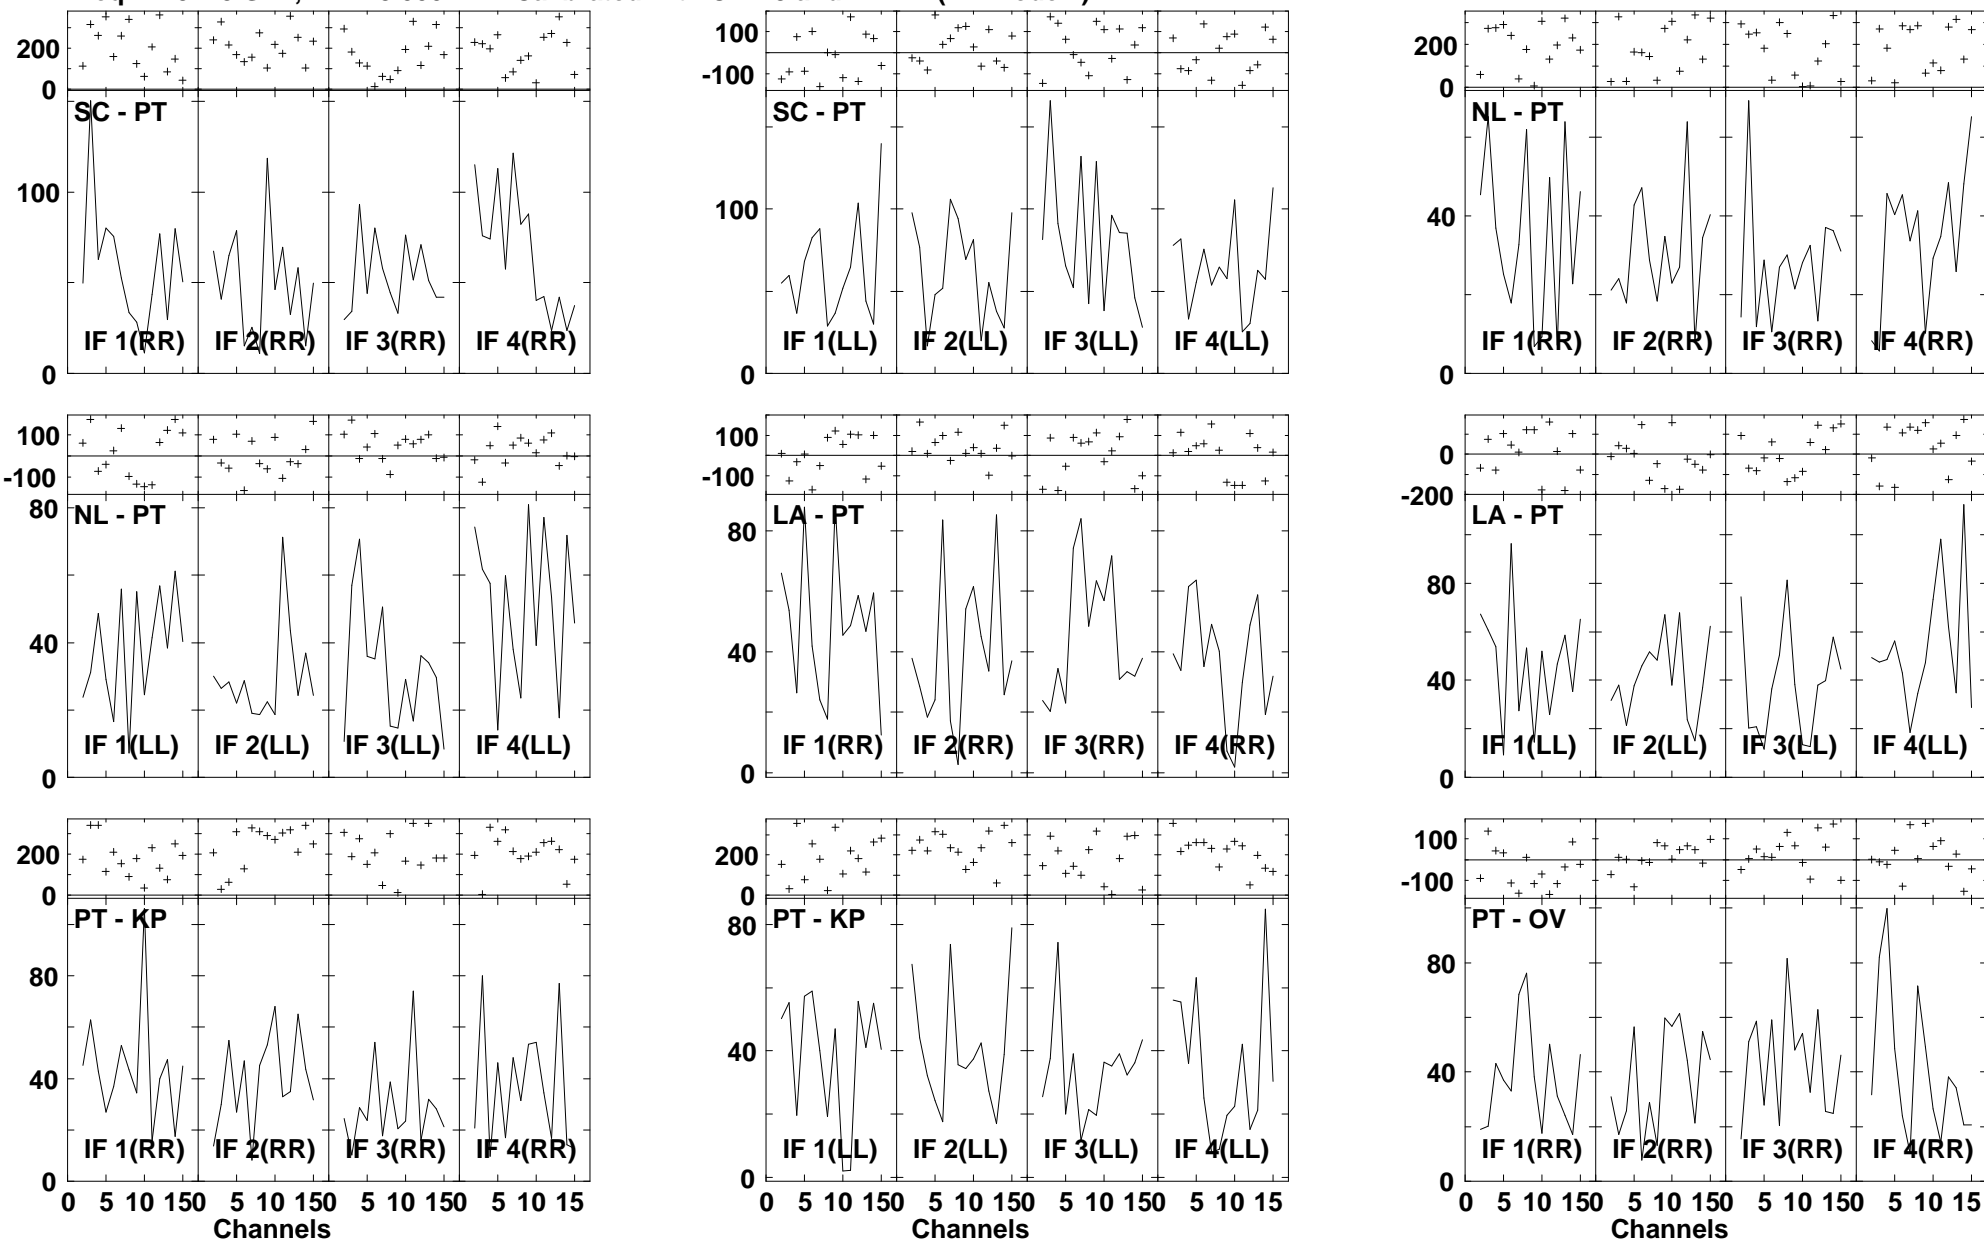 200 100 200
0 -100 0
SC - PT SC - PT NL - PT
100 100 40
IF 1(RR) IF 2(RR) IF 3(RR) IF 4(RR) IF 1(LL) IF 2(LL) IF 3(LL) IF 4(LL) IF 1(RR) IF 2(RR) IF 3(RR) IF 4(RR)
0 0 0
100 100 0
-100 -100 -200
NL - PT LA - PT LA - PT
80 80 80
40 40 40
IF 1(LL) IF 2(LL) IF 3(LL) IF 4(LL) IF 1(RR) IF 2(RR) IF 3(RR) IF 4(RR) IF 1(LL) IF 2(LL) IF 3(LL) IF 4(LL)
0 0 0
200 200 100
0 0 -100
PT - KP PT - KP PT - OV
80 80 80
40 40 40
IF 1(RR) IF 2(RR) IF 3(RR) IF 4(RR) IF 1(LL) IF 2(LL) IF 3(LL) IF 4(LL) IF 1(RR) IF 2(RR) IF 3(RR) IF 4(RR)
0 0 0
0 5 10 150 5 10 150 5 10 150 5 10 15 0 5 10 150 5 10 150 5 10 150 5 10 15 0 5 10 150 5 10 150 5 10 150 5 10 15
Channels Channels Channels